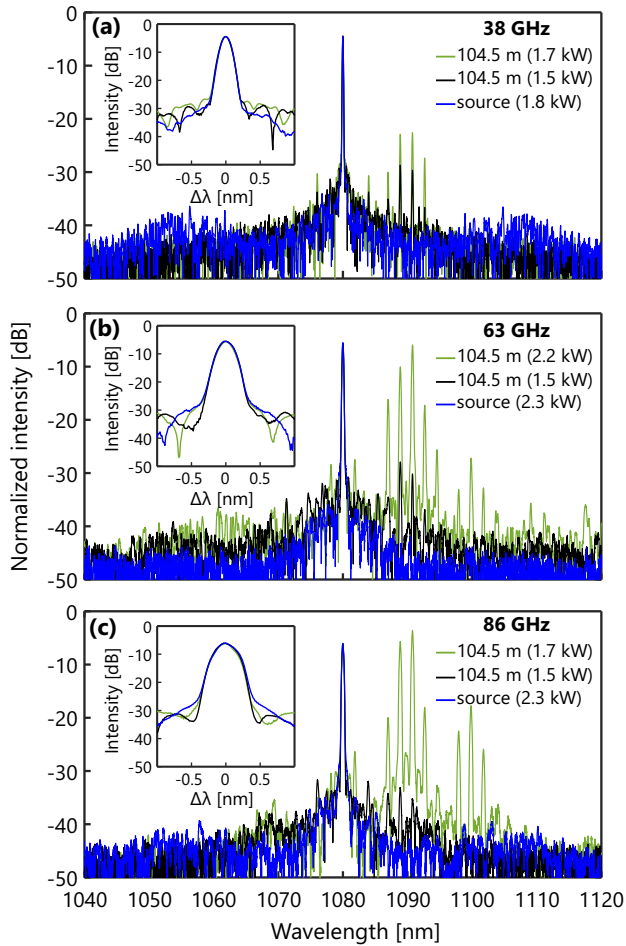 (a)
38 GHz
104.5 m (1.7 kW)
104.5 m (1.5 kW)
source (1.8 kW)
0
-10
-20
-30
-40
-50
Intensity [dB]
0
-10
-20
-30
-40
-50
-0.5 0 0.5
Δλ [nm]
(b)
63 GHz
104.5 m (2.2 kW)
104.5 m (1.5 kW)
source (2.3 kW)
Normalized intensity [dB]
0
-10
-20
-30
-40
-50
Intensity [dB]
0
-10
-20
-30
-40
-50
-0.5 0 0.5
Δλ [nm]
(c)
86 GHz
104.5 m (1.7 kW)
104.5 m (1.5 kW)
source (2.3 kW)
0
-10
-20
-30
-40
-50
Intensity [dB]
0
-10
-20
-30
-40
-50
-0.5 0 0.5
Δλ [nm]
1040 1050 1060 1070 1080 1090 1100 1110 1120
Wavelength [nm]